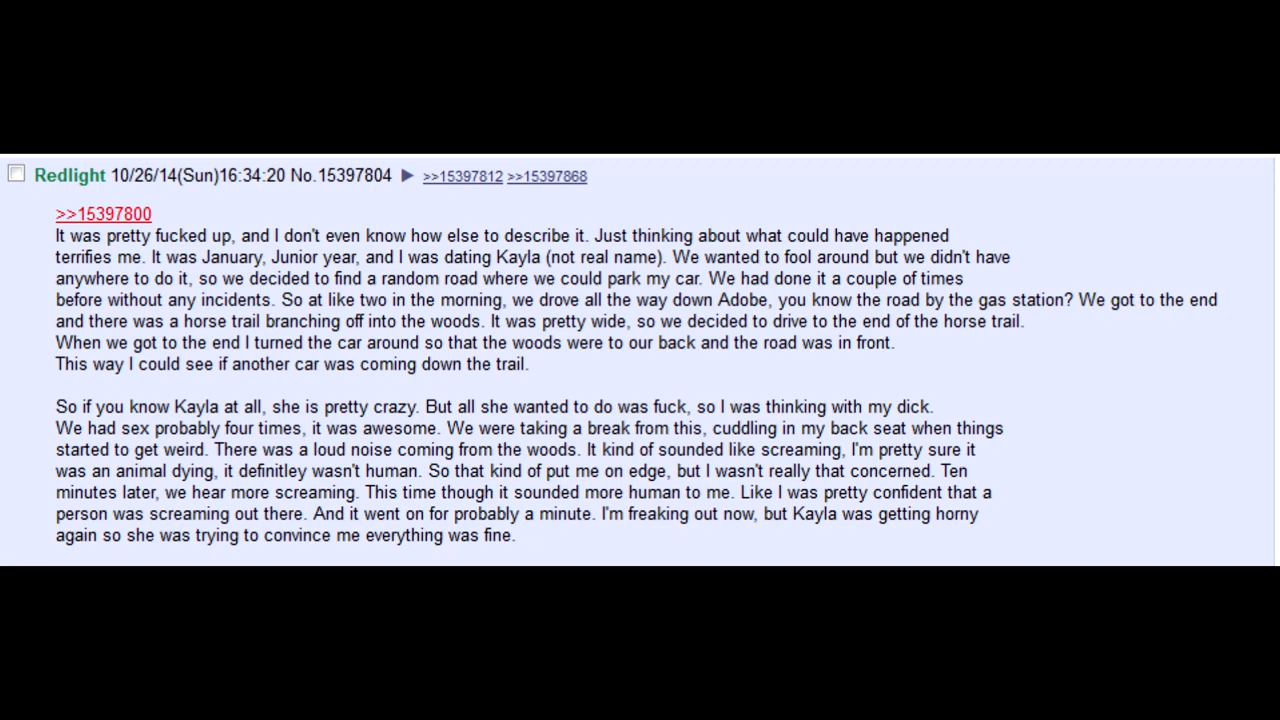 Redlight 10/26/14(Sun)16:34:20 No.15397804 ▶ >>15397812 >>15397868
>>15397800
It was pretty fucked up, and I don't even know how else to describe it. Just thinking about what could have happened
terrifies me. It was January, Junior year, and I was dating Kayla (not real name). We wanted to fool around but we didn't have
anywhere to do it, so we decided to find a random road where we could park my car. We had done it a couple of times
before without any incidents. So at like two in the morning, we drove all the way down Adobe, you know the road by the gas station? We got to the end
and there was a horse trail branching off into the woods. It was pretty wide, so we decided to drive to the end of the horse trail.
When we got to the end I turned the car around so that the woods were to our back and the road was in front.
This way I could see if another car was coming down the trail.
So if you know Kayla at all, she is pretty crazy. But all she wanted to do was fuck, so I was thinking with my dick.
We had sex probably four times, it was awesome. We were taking a break from this, cuddling in my back seat when things
started to get weird. There was a loud noise coming from the woods. It kind of sounded like screaming, I'm pretty sure it
was an animal dying, it definitley wasn't human. So that kind of put me on edge, but I wasn't really that concerned. Ten
minutes later, we hear more screaming. This time though it sounded more human to me. Like I was pretty confident that a
person was screaming out there. And it went on for probably a minute. I'm freaking out now, but Kayla was getting horny
again so she was trying to convince me everything was fine.